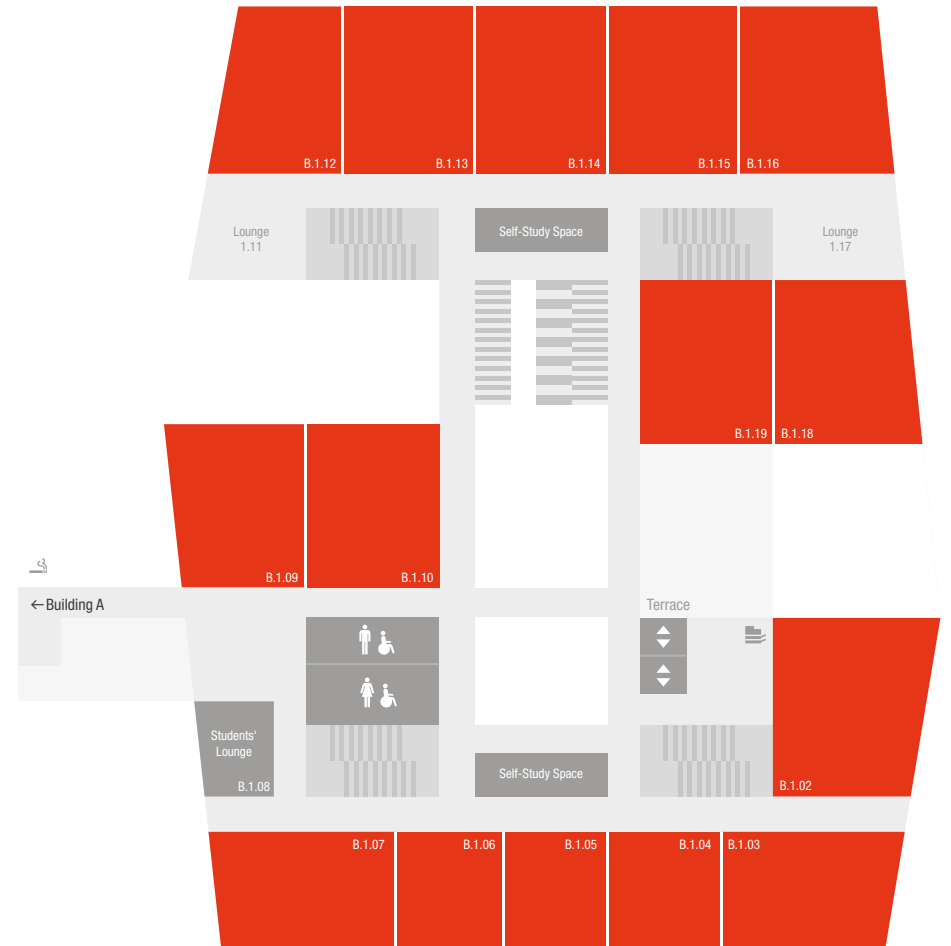 B.1.12
B.1.13
B.1.14
B.1.15
B.1.16
Lounge
1.11
Self-Study Space
Lounge
1.17
B.1.19
B.1.18
B.1.09
B.1.10
←Building A
Terrace
Students'
Lounge
B.1.08
Self-Study Space
B.1.02
B.1.07
B.1.06
B.1.05
B.1.04
B.1.03